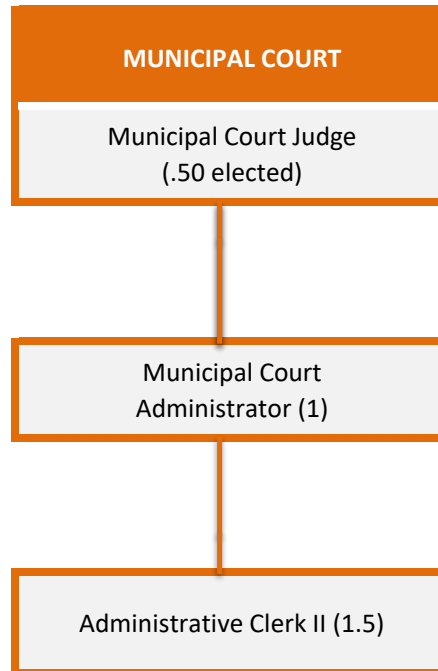 MUNICIPAL COURT
Municipal Court Judge
(.50 elected)
Municipal Court
Administrator (1)
Administrative Clerk II (1.5)